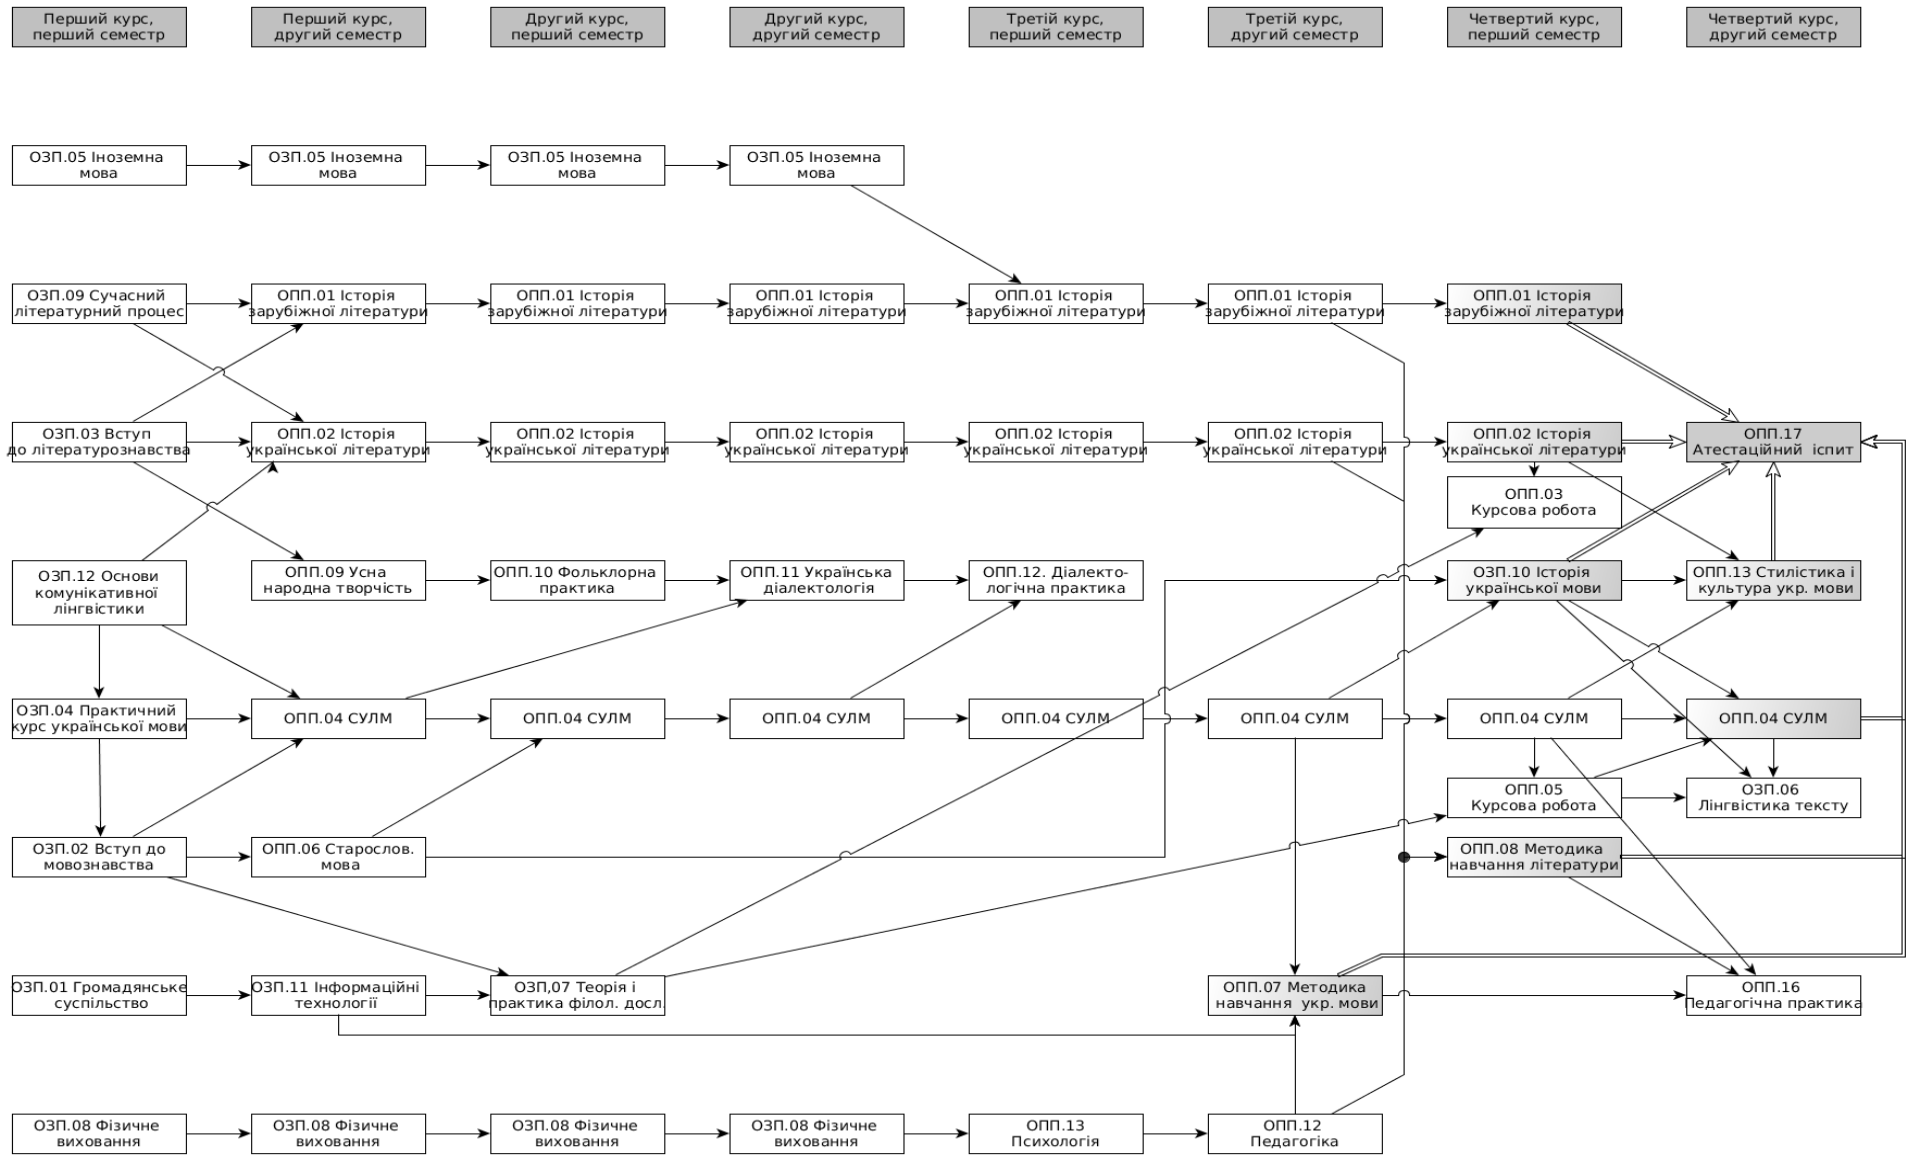 Перший курс,
перший семестр
Перший курс,
другий семестр
Другий курс,
перший семестр
Другий курс,
другий семестр
Третій курс,
перший семестр
Третій курс,
другий семестр
Четвертий курс,
перший семестр
Четвертий курс,
другий семестр
ОЗП.05 Іноземна
мова
ОЗП.05 Іноземна
мова
ОЗП.05 Іноземна
мова
ОЗП.05 Іноземна
мова
ОЗП.09 Сучасний
літературний процес
ОПП.01 Історія
зарубіжної літератури
ОПП.01 Історія
зарубіжної літератури
ОПП.01 Історія
зарубіжної літератури
ОПП.01 Історія
зарубіжної літератури
ОПП.01 Історія
зарубіжної літератури
ОПП.01 Історія
зарубіжної літератури
ОЗП.03 Вступ
до літературознавства
ОПП.02 Історія
української літератури
ОПП.02 Історія
української літератури
ОПП.02 Історія
української літератури
ОПП.02 Історія
української літератури
ОПП.02 Історія
української літератури
ОПП.02 Історія
української літератури
ОПП.17
Атестаційний іспит
ОПП.03
Курсова робота
ОЗП.12 Основи
комунікативної
лінгвістики
ОПП.09 Усна
народна творчість
ОПП.10 Фольклорна
практика
ОПП.11 Українська
діалектологія
ОПП.12. Діалекто-
логічна практика
ОЗП.10 Історія
української мови
ОПП.13 Стилістика і
культура укр. мови
ОЗП.04 Практичний
курс української мови
ОПП.04 СУЛМ
ОПП.04 СУЛМ
ОПП.04 СУЛМ
ОПП.04 СУЛМ
ОПП.04 СУЛМ
ОПП.04 СУЛМ
ОПП.04 СУЛМ
ОПП.05
Курсова робота
ОЗП.06
Лінгвістика тексту
ОЗП.02 Вступ до
мовознавства
ОПП.06 Старослов.
мова
ОПП.08 Методика
навчання літератури
ОЗП.01 Громадянське
суспільство
ОЗП.11 Інформаційні
технології
ОЗП,07 Теорія і
практика філол. досл.
ОПП.07 Методика
навчання укр. мови
ОПП.16
Педагогічна практика
ОЗП.08 Фізичне
виховання
ОЗП.08 Фізичне
виховання
ОЗП.08 Фізичне
виховання
ОЗП.08 Фізичне
виховання
ОПП.13
Психологія
ОПП.12
Педагогіка